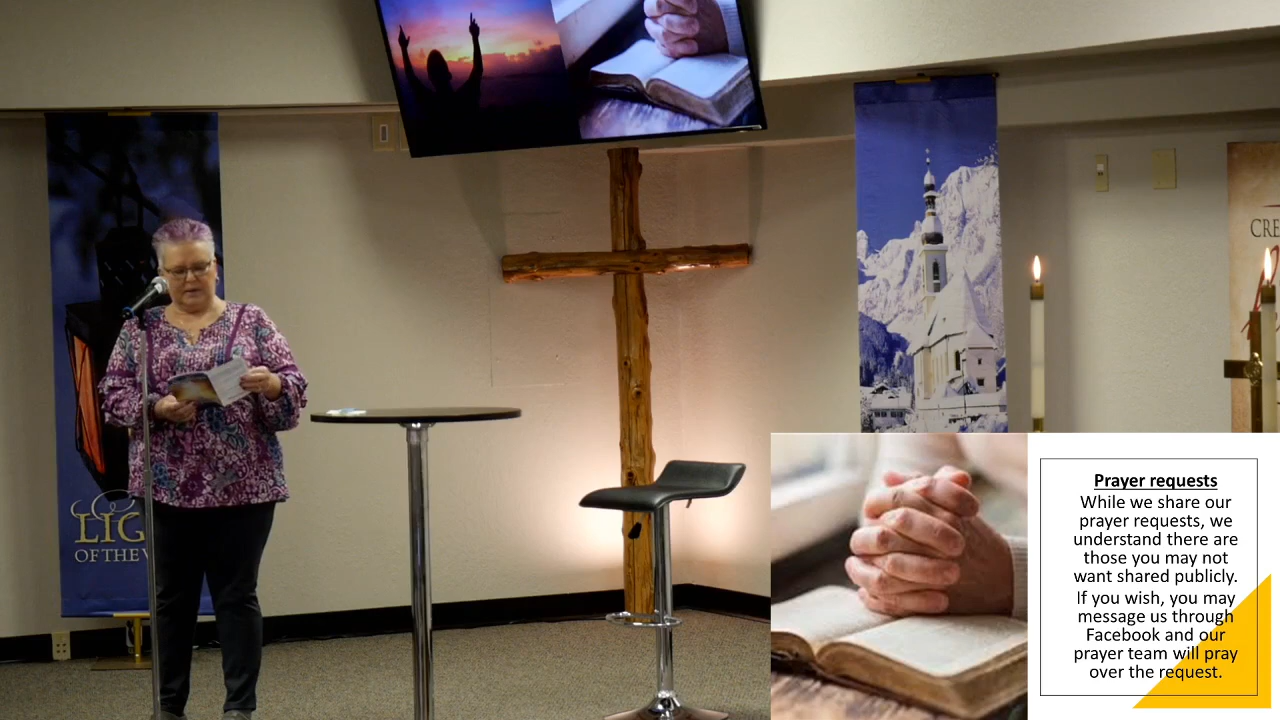 LIG
OF THE
CRE
Prayer requests
While we share our
prayer requests, we
understand there are
those you may not
want shared publicly.
If you wish, you may
message us through
Facebook and our
prayer team will pray
over the request.